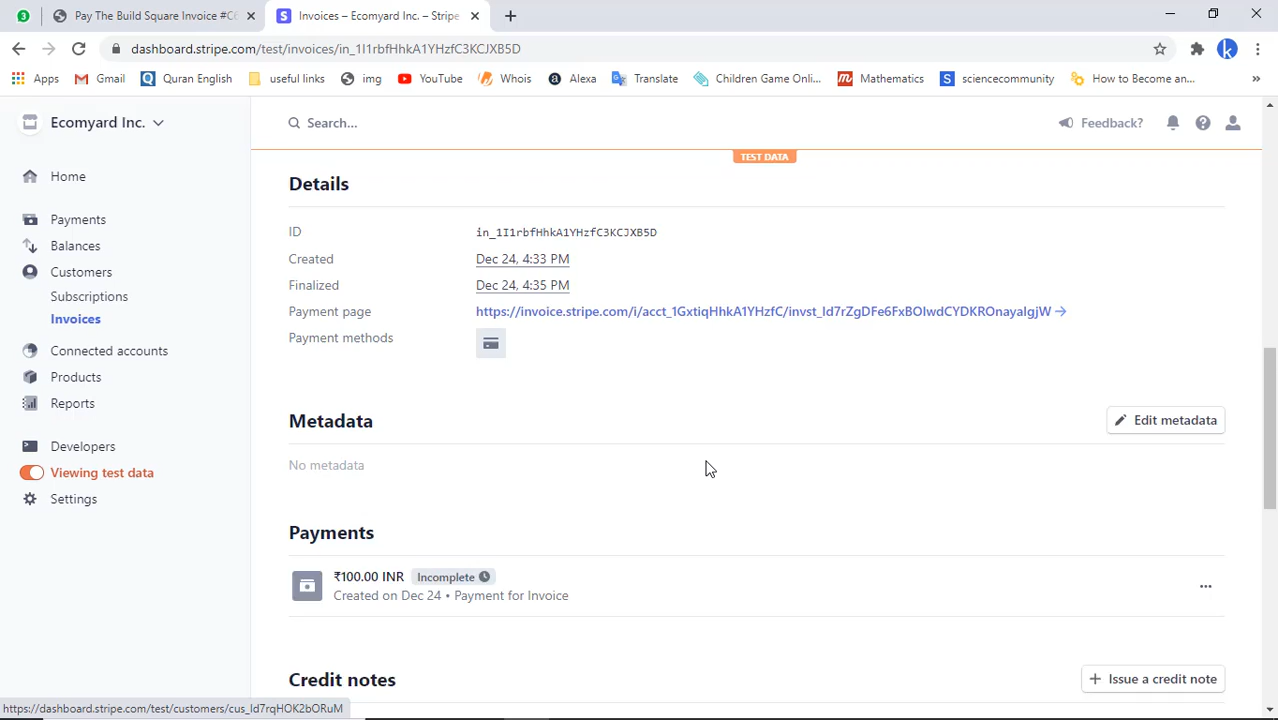 3
Pay The Build Square Invoice #C6
Invoices – Ecomyard Inc. – Stripe
dashboard.stripe.com/test/invoices/in_1I1rbfHhkA1YHzfC3KCJXB5D
k
Apps
Gmail
Quran English
useful links
img
YouTube
Whois
Alexa
Translate
Children Game Onli...
Mathematics
sciencecommunity
How to Become an...
»
Ecomyard Inc.
Search...
Feedback?
TEST DATA
Home
Payments
Balances
Customers
Subscriptions
Invoices
Connected accounts
Products
Reports
Developers
Viewing test data
Settings
Details
ID in_1I1rbfHhkA1YHzfC3KCJXB5D
Created Dec 24, 4:33 PM
Finalized Dec 24, 4:35 PM
Payment page https://invoice.stripe.com/i/acct_1GxtiqHhkA1YHzfC/invst_Id7rZgDFe6FxBOIwdCYDKROnayaIgjW →
Payment methods
Metadata
Edit metadata
No metadata
Payments
₹100.00 INR Incomplete
Created on Dec 24 • Payment for Invoice
Credit notes
+ Issue a credit note
https://dashboard.stripe.com/test/customers/cus_Id7rqHOK2bORuM